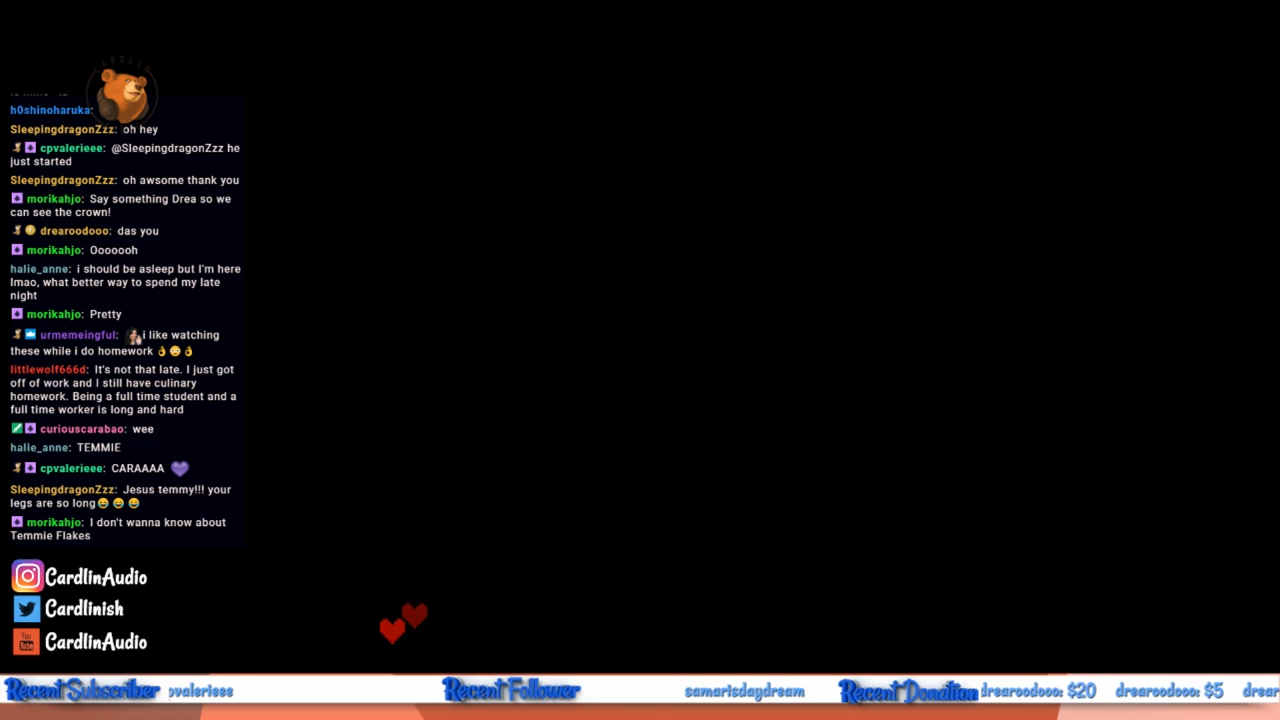 CARDLIN
h0shinoharuka:
SleepingdragonZzz: oh hey
cpvalerieee: @SleepingdragonZzz he
just started
SleepingdragonZzz: oh awsome thank you
morikahjo: Say something Drea so we
can see the crown!
drearoodooo: das you
morikahjo: Ooooooh
halie_anne: i should be asleep but I'm here
lmao, what better way to spend my late
night
morikahjo: Pretty
urmemeingful: i like watching
these while i do homework 👌😳👌
littlewolf666d: It's not that late. I just got
off of work and I still have culinary
homework. Being a full time student and a
full time worker is long and hard
curiouscarabao: wee
halie_anne: TEMMIE
cpvalerieee: CARAAAA 💜
SleepingdragonZzz: Jesus temmy!!! your
legs are so long😂 😂 😂
morikahjo: I don't wanna know about
Temmie Flakes
CardlinAudio
Cardlinish
You Tube CardlinAudio
Recent Subscriber pvalerieee Recent Follower samarisdaydream Recent Donation drearoodooo: $20 drearoodooo: $5 drear